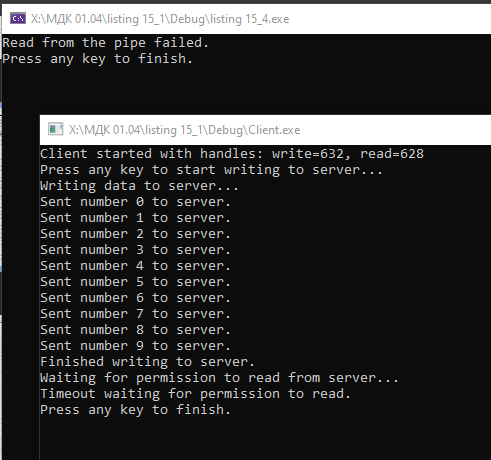 X:\МДК 01.04\listing 15_1\Debug\listing 15_4.exe
Read from the pipe failed.
Press any key to finish.
X:\МДК 01.04\listing 15_1\Debug\Client.exe
Client started with handles: write=632, read=628
Press any key to start writing to server...
Writing data to server...
Sent number 0 to server.
Sent number 1 to server.
Sent number 2 to server.
Sent number 3 to server.
Sent number 4 to server.
Sent number 5 to server.
Sent number 6 to server.
Sent number 7 to server.
Sent number 8 to server.
Sent number 9 to server.
Finished writing to server.
Waiting for permission to read from server...
Timeout waiting for permission to read.
Press any key to finish.